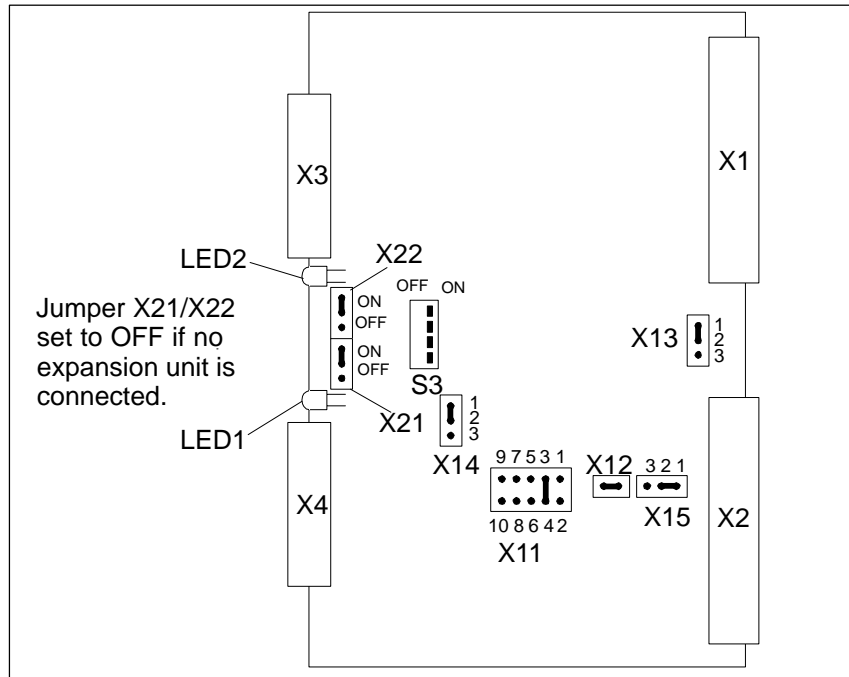 X3
X1
LED2
X22
OFF ON
ON
OFF
Jumper X21/X22
set to OFF if no
expansion unit is
connected.
X13
1
2
3
ON
OFF
S3
X21
LED1
1
2
3
X14
9 7 5 3 1
X12
3 2 1
X4
X2
10 8 6 4 2
X15
X11